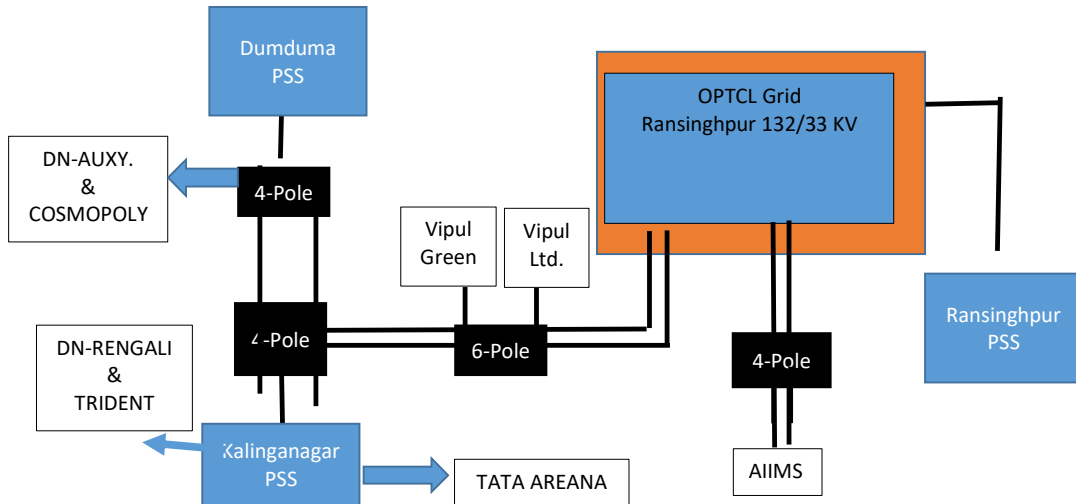 Dumduma
PSS
OPTCL Grid
Ransinghpur 132/33 KV
DN-AUXY.
&
COSMOPOLY
4-Pole
Vipul
Green
Vipul
Ltd.
Ransinghpur
PSS
4-Pole
6-Pole
4-Pole
DN-RENGALI
&
TRIDENT
Kalinganagar
PSS
TATA AREANA
AIIMS